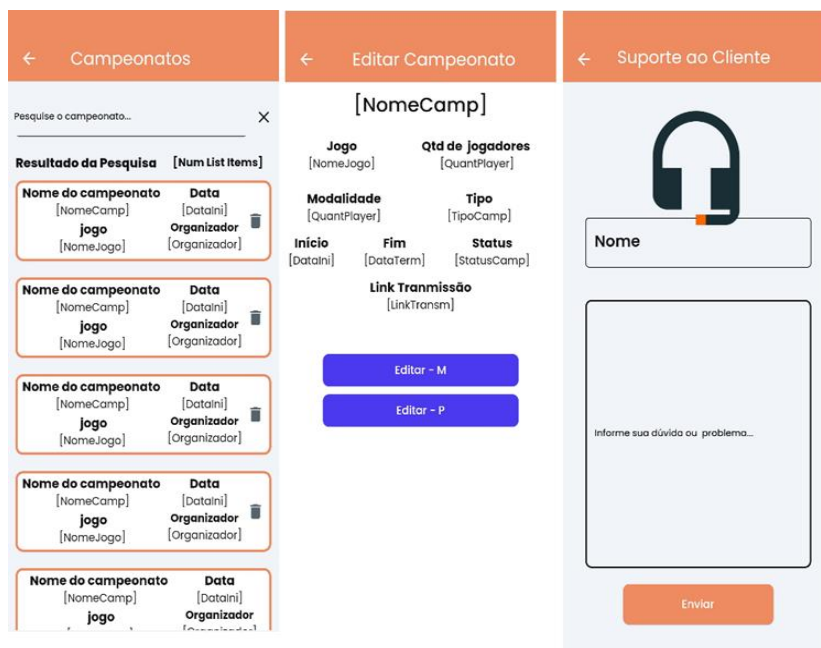 Campeonatos
Pesquise o campeonato...
Resultado da Pesquisa [Num List Items]
Nome do campeonato Data
[NomeCamp] [DataIni]
jogo Organizador
[NomeJogo] [Organizador]
Nome do campeonato Data
[NomeCamp] [DataIni]
jogo Organizador
[NomeJogo] [Organizador]
Nome do campeonato Data
[NomeCamp] [DataIni]
jogo Organizador
[NomeJogo] [Organizador]
Nome do campeonato Data
[NomeCamp] [DataIni]
jogo Organizador
[NomeJogo] [Organizador]
Nome do campeonato Data
[NomeCamp] [DataIni]
jogo Organizador
Editar Campeonato
[NomeCamp]
Jogo Qtd de jogadores
[NomeJogo] [QuantPlayer]
Modalidade Tipo
[QuantPlayer] [TipoCamp]
Início Fim Status
[DataIni] [DataTerm] [StatusCamp]
Link Tranmissão
[LinkTransm]
Editar - M
Editar - P
Suporte ao Cliente
Nome
Informe sua dúvida ou problema...
Enviar